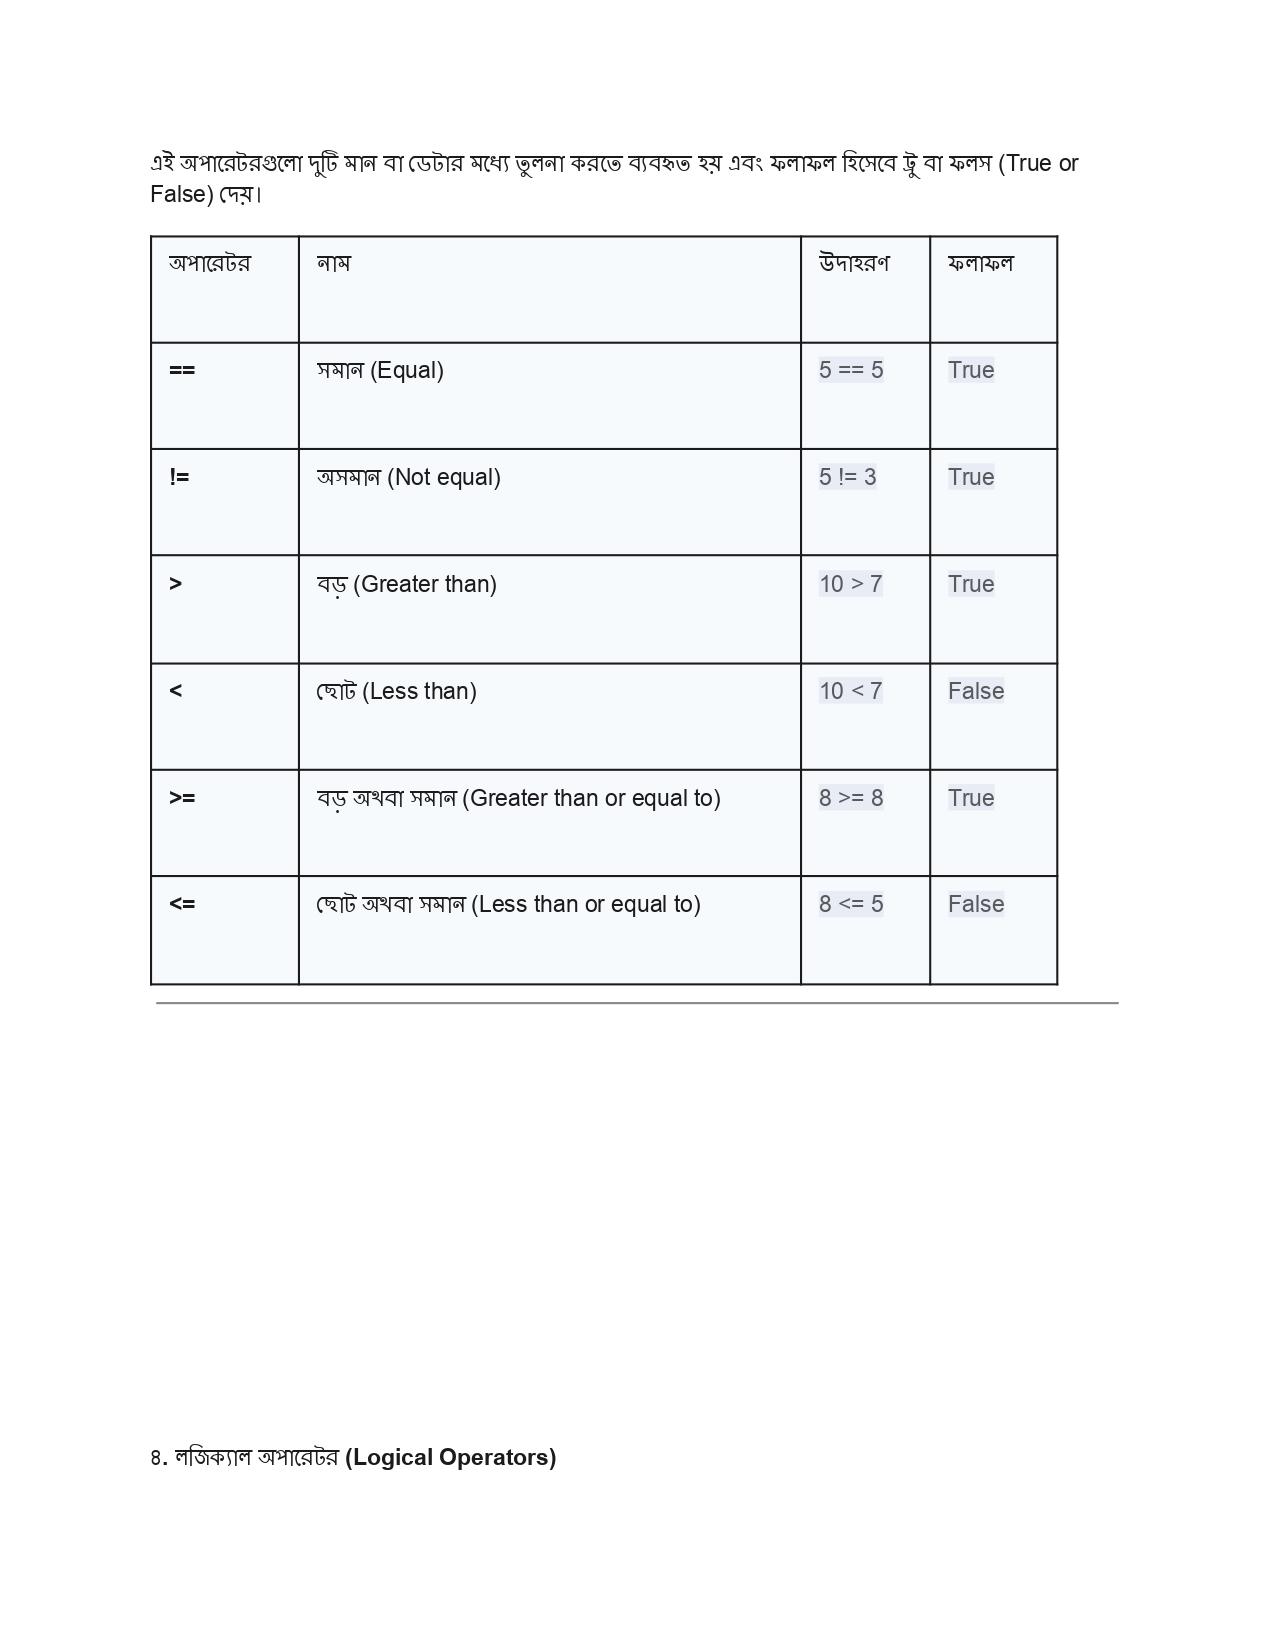 এই অপারেটরগুলো দুটি মান বা ডেটার মধ্যে তুলনা করতে ব্যবহৃত হয় এবং ফলাফল হিসেবে ট্রু বা ফলস (True or
False) দেয়।
অপারেটর নাম উদাহরণ ফলাফল
== সমান (Equal) 5 == 5 True
!= অসমান (Not equal) 5 != 3 True
> বড় (Greater than) 10 > 7 True
< ছোট (Less than) 10 < 7 False
>= বড় অথবা সমান (Greater than or equal to) 8 >= 8 True
<= ছোট অথবা সমান (Less than or equal to) 8 <= 5 False
৪. লজিক্যাল অপারেটর (Logical Operators)